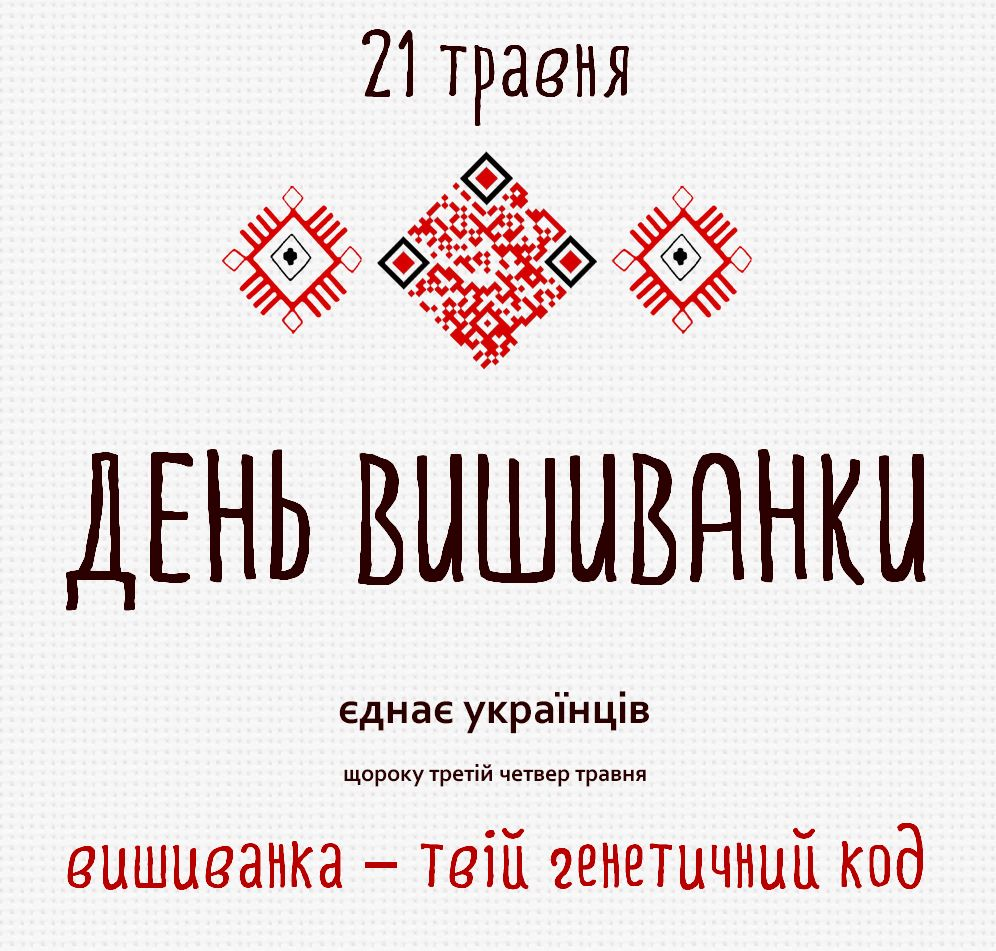 21 травня
ДЕНЬ ВИШИВАНКИ
єднає українців
щороку третій четвер травня
вишиванка – твій генетичний код